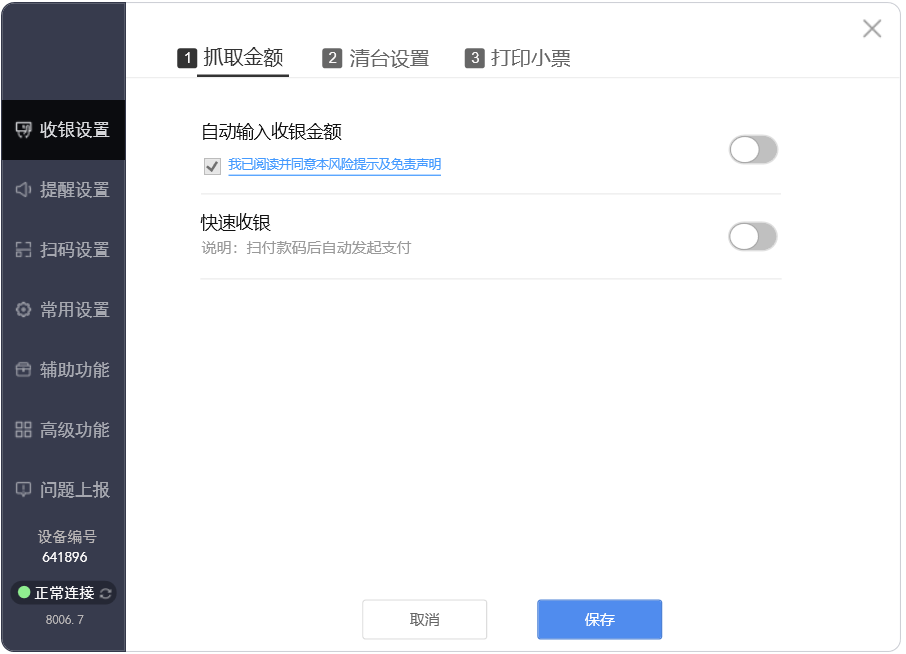 收银设置
提醒设置
扫码设置
常用设置
辅助功能
高级功能
问题上报
设备编号
641896
正常连接
8006.7
1 抓取金额 2 清台设置 3 打印小票
自动输入收银金额
我已阅读并同意本风险提示及免责声明
快速收银
说明：扫付款码后自动发起支付
取消 保存